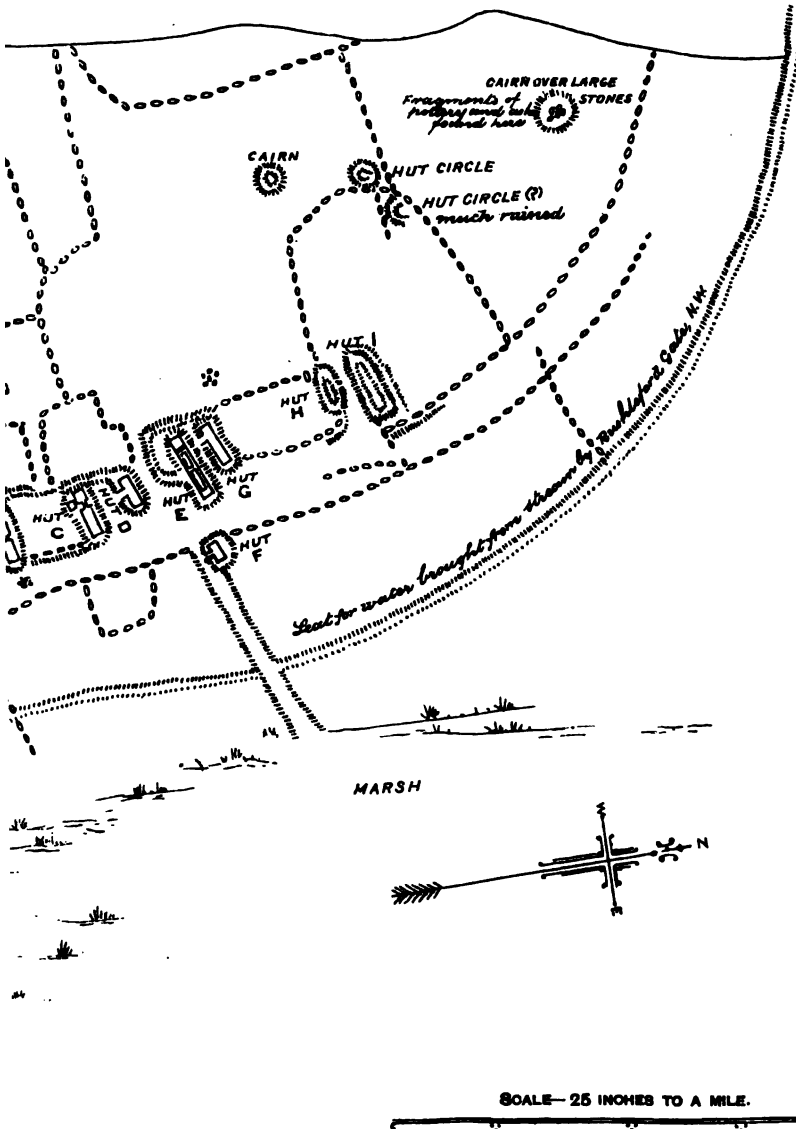 CAIRN OVER LARGE
STONES
Fragments of
pottery and ash
found here
CAIRN
HUT CIRCLE
HUT CIRCLE (?)
much ruined
HUT I
HUT
H
HUT
G
HUT
E
HUT
HUT
C
HUT
F
Leat for water brought from stream by Gate, N.W.
MARSH
W
N
E
SCALE—25 INCHES TO A MILE.